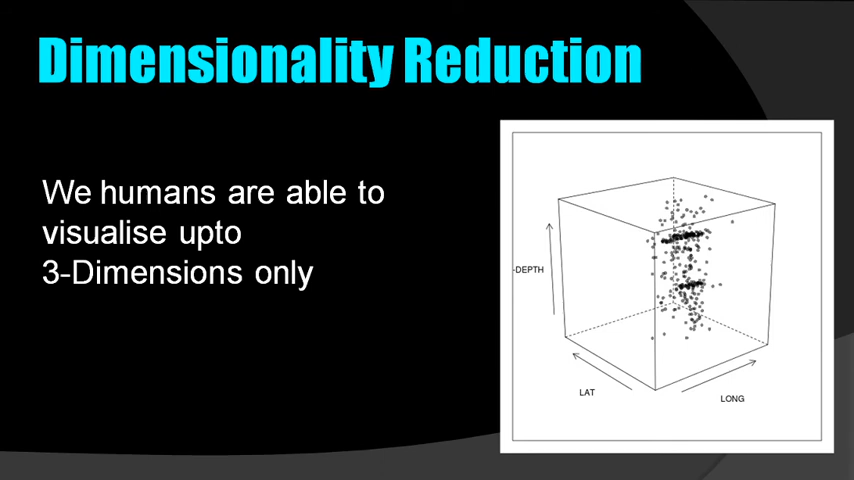 Dimensionality Reduction
We humans are able to
visualise upto
3-Dimensions only
-DEPTH
LAT
LONG